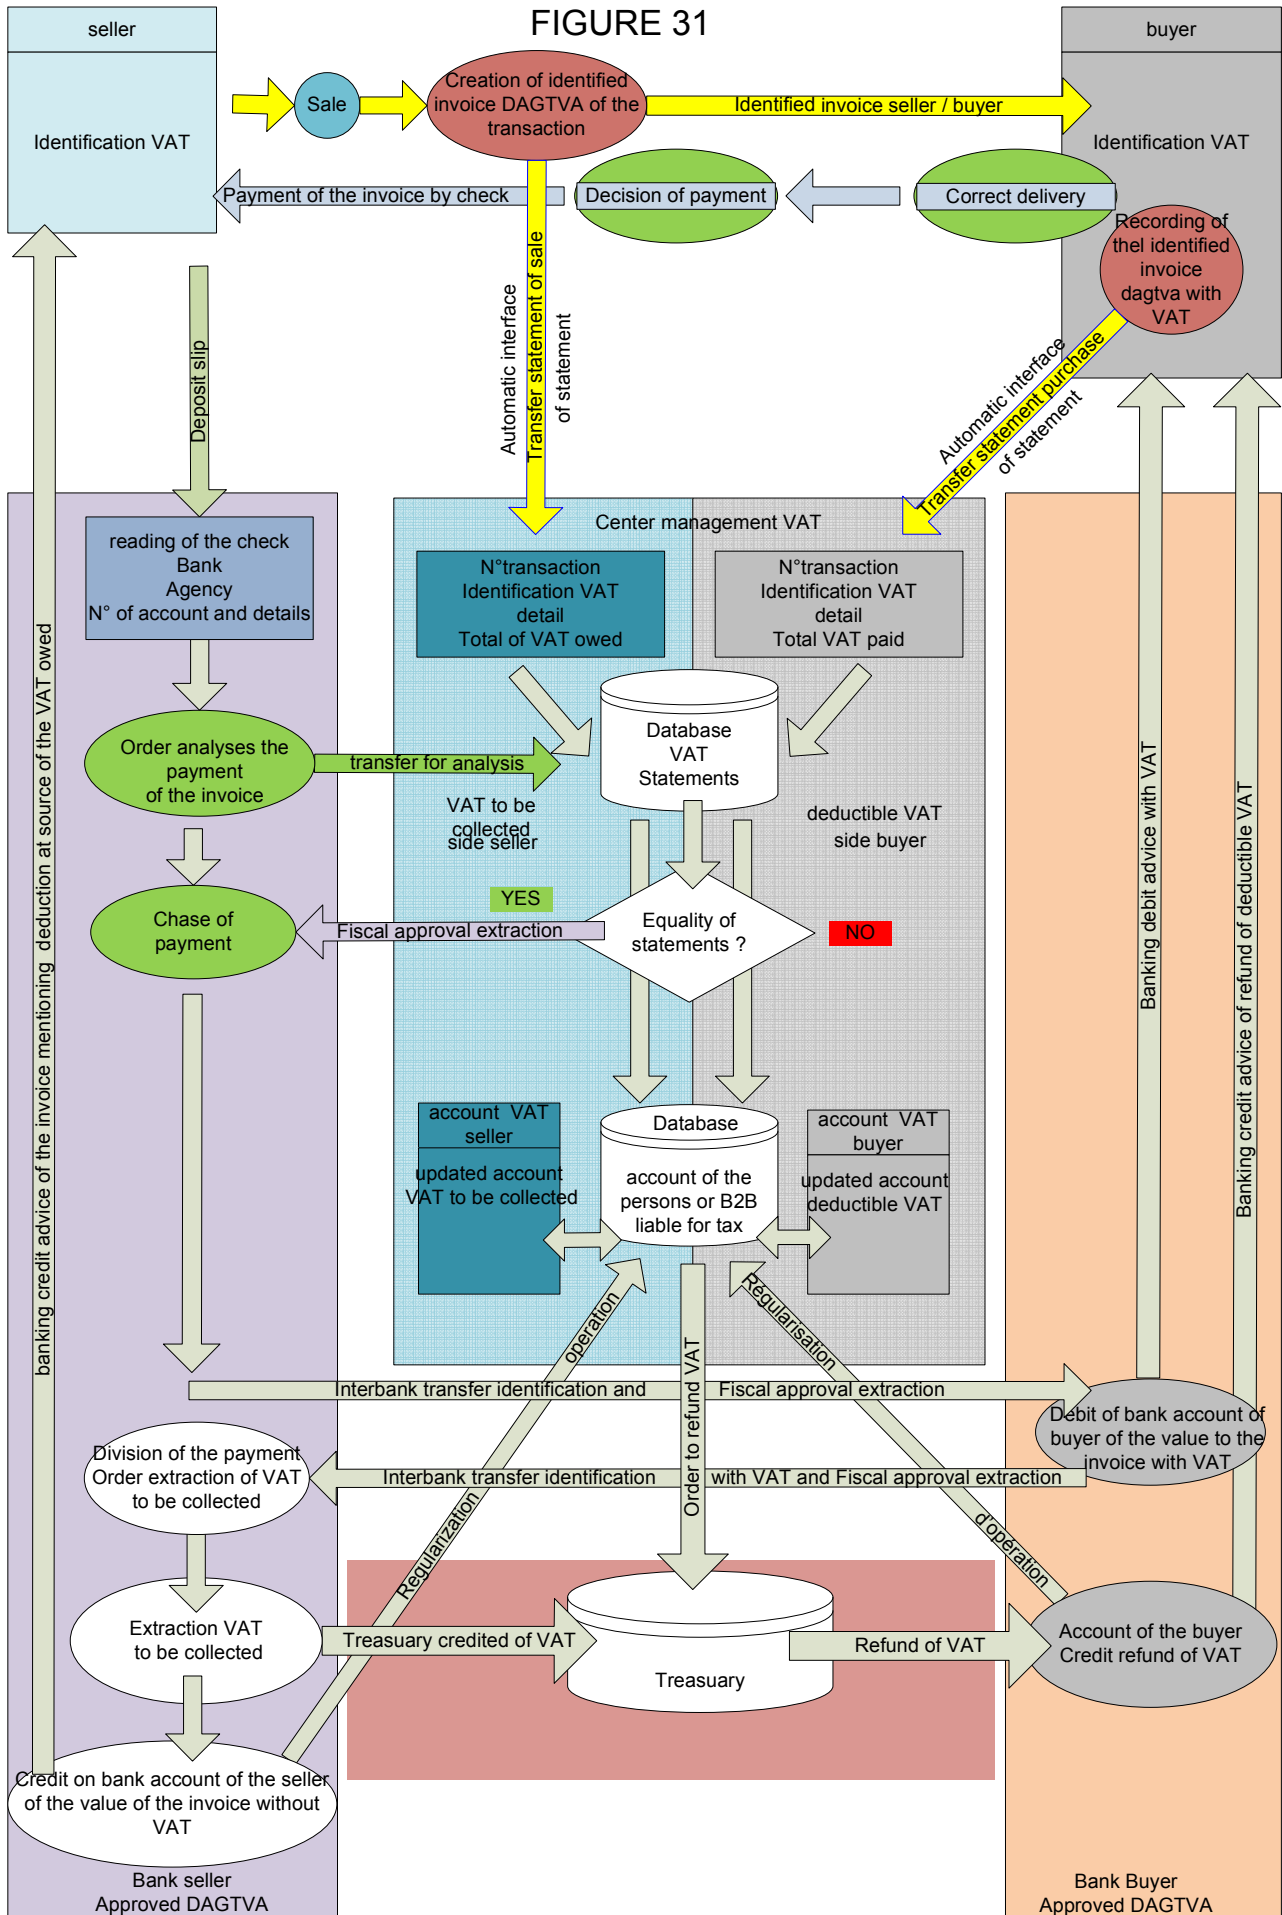 FIGURE 31
seller
buyer
Identification VAT
Sale
Creation of identified
invoice DAGTVA of the
transaction
Identified invoice seller / buyer
Identification VAT
Payment of the invoice by check
Decision of payment
Correct delivery
Recording of
thel identified
invoice
dagtva with
VAT
Deposit slip
Automatic interface
Transfer statement of sale
of statement
Automatic interface
Transfer statement purchase
of statement
reading of the check
Bank
Agency
N° of account and details
Center management VAT
N°transaction
Identification VAT
detail
Total of VAT owed
N°transaction
Identification VAT
detail
Total VAT paid
Order analyses the
payment
of the invoice
transfer for analysis
Database
VAT
Statements
VAT to be
collected
side seller
deductible VAT
side buyer
YES
Chase of
payment
Fiscal approval extraction
Equality of
statements ?
NO
banking credit advice of the invoice mentioning deduction at source of the VAT owed
Banking debit advice with VAT
Banking credit advice of refund of deductible VAT
account VAT
seller
updated account
VAT to be collected
Database
account of the
persons or B2B
liable for tax
account VAT
buyer
updated account
deductible VAT
Regularization
operation
Order to refund VAT
Régularisation
d'opération
Interbank transfer identification and
Fiscal approval extraction
Debit of bank account of
buyer of the value to the
invoice with VAT
Division of the payment
Order extraction of VAT
to be collected
Interbank transfer identification
with VAT and Fiscal approval extraction
Extraction VAT
to be collected
Treasury credited of VAT
Treasury
Refund of VAT
Account of the buyer
Credit refund of VAT
Credit on bank account of the seller
of the value of the invoice without
VAT
Bank seller
Approved DAGTVA
Bank Buyer
Approved DAGTVA